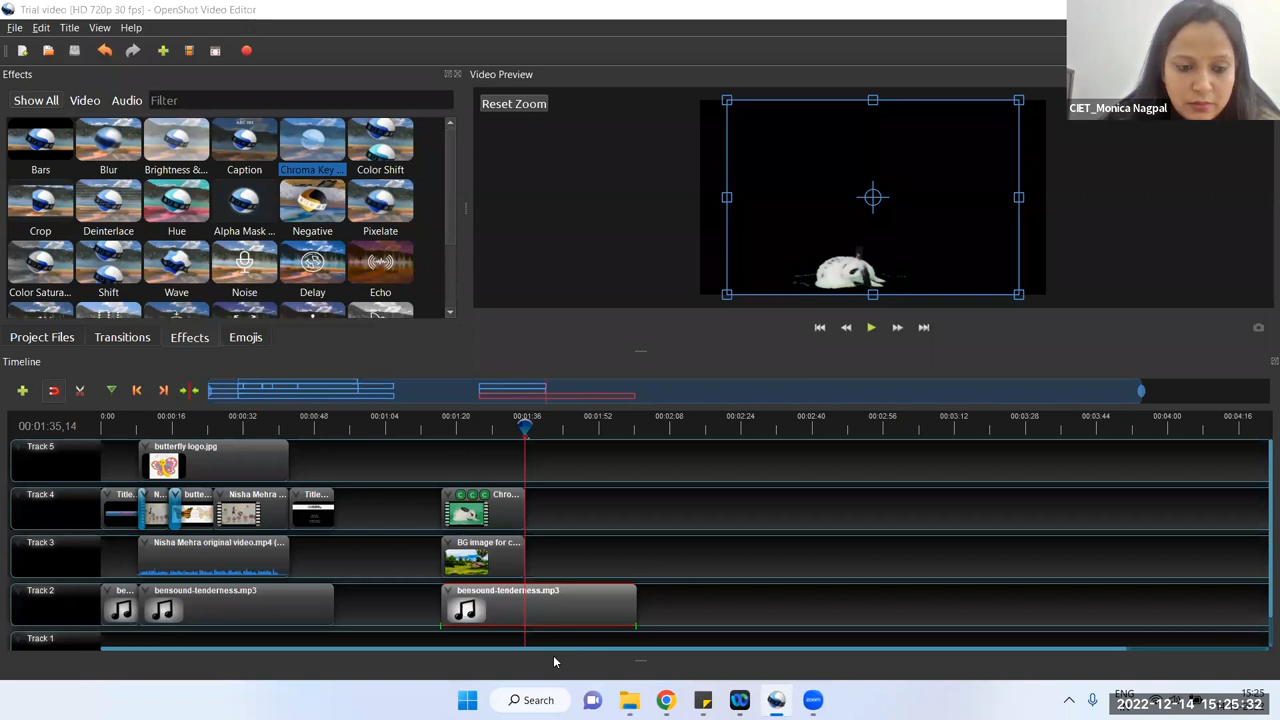 Trial video [HD 720p 30 fps] - OpenShot Video Editor
File Edit Title View Help
Effects
Video Preview
Show All Video Audio Filter
Reset Zoom
CIET_Monica Nagpal
Bars Blur Brightness &... Caption Chroma Key ... Color Shift
Crop Deinterlace Hue Alpha Mask ... Negative Pixelate
Color Satura... Shift Wave Noise Delay Echo
Project Files Transitions Effects Emojis
Timeline
00:01:35,14
0:00 00:00:16 00:00:32 00:00:48 00:01:04 00:01:20 00:01:36 00:01:52 00:02:08 00:02:24 00:02:40 00:02:56 00:03:12 00:03:28 00:03:44 00:04:00 00:04:16
Track 5 butterfly logo.jpg
Track 4 Title... N... butte... Nisha Mehra ... Title... C C C Chro...
Track 3 Nisha Mehra original video.mp4 (... BG image for c...
Track 2 be... bensound-tenderness.mp3 bensound-tenderness.mp3
Track 1
Search
ENG
15:25
2022-12-14 15:25:32